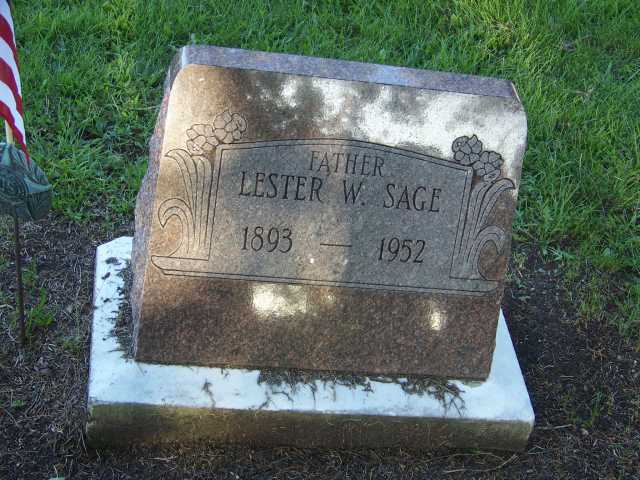 FATHER
LESTER W. SAGE
1893 — 1952